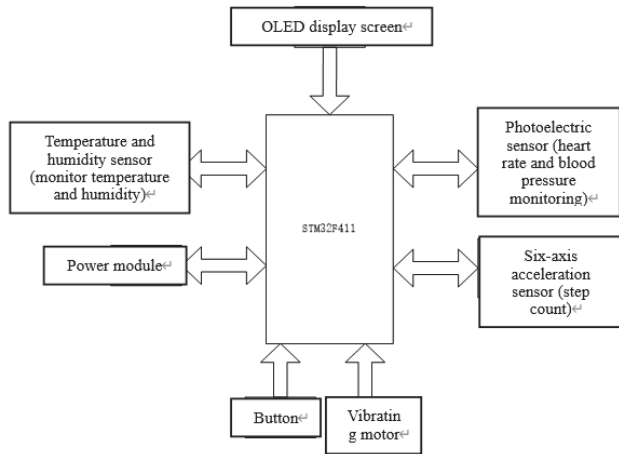 OLED display screen↵
Temperature and
humidity sensor
(monitor temperature
and humidity)↵
Photoelectric
sensor (heart
rate and blood
pressure
monitoring)↵
STM32F411
Power module↵
Six-axis
acceleration
sensor (step
count)↵
Button↵
Vibratin
g motor↵